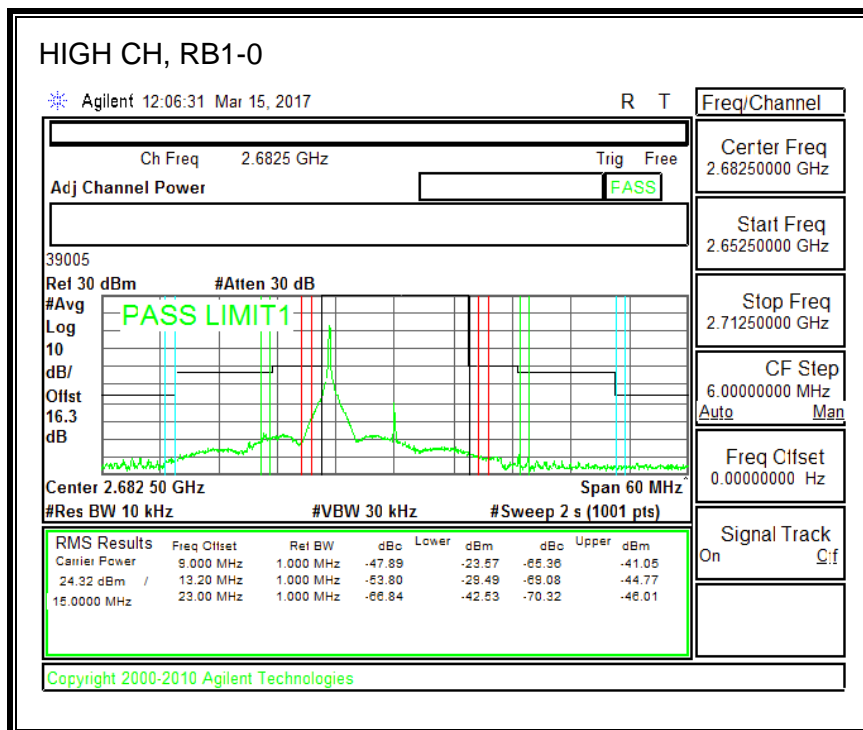 HIGH CH, RB1-0
Agilent 12:06:31 Mar 15, 2017 R T
Freq/Channel
Ch Freq 2.6825 GHz Trig Free
Adj Channel Power PASS
Center Freq
2.68250000 GHz
Start Freq
2.65250000 GHz
Stop Freq
2.71250000 GHz
CF Step
6.00000000 MHz
Auto Man
Freq Offset
0.00000000 Hz
Signal Track
On Off
39005
Ref 30 dBm #Atten 30 dB
#Avg
Log
10
dB/
Offst
16.3
dB
PASS LIMIT1
Center 2.682 50 GHz Span 60 MHz
#Res BW 10 kHz #VBW 30 kHz #Sweep 2 s (1001 pts)
RMS Results Freq Offset Ref BW dBc Lower dBm dBc Upper dBm
Carrier Power 9.000 MHz 1.000 MHz -47.89 -23.57 -65.36 -41.05
24.32 dBm / 13.20 MHz 1.000 MHz -53.80 -29.49 -69.08 -44.77
15.0000 MHz 23.00 MHz 1.000 MHz -66.84 -42.53 -70.32 -46.01
Copyright 2000-2010 Agilent Technologies